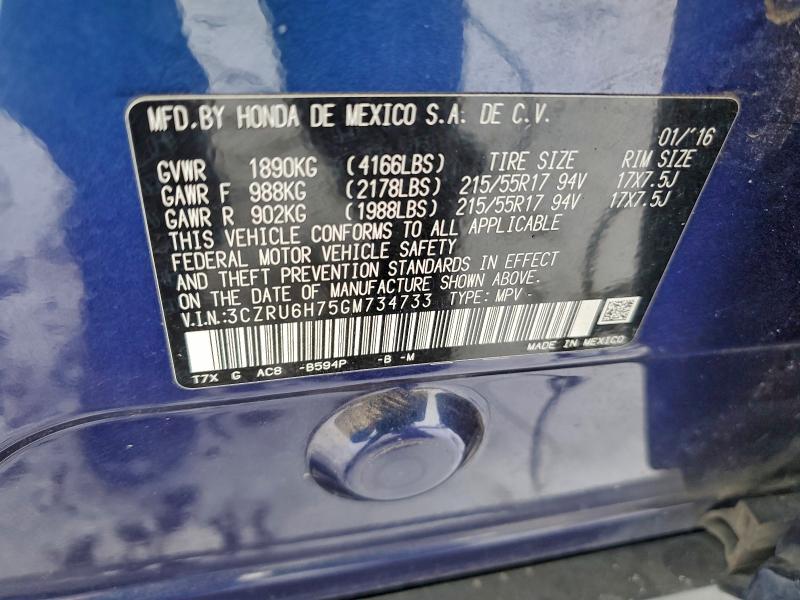 MFD. BY HONDA DE MEXICO S.A. DE C.V.
01/'16
GVWR 1890KG (4166LBS) TIRE SIZE RIM SIZE
GAWR F 988KG (2178LBS) 215/55R17 94V 17X7.5J
GAWR R 902KG (1988LBS) 215/55R17 94V 17X7.5J
THIS VEHICLE CONFORMS TO ALL APPLICABLE
FEDERAL MOTOR VEHICLE SAFETY
AND THEFT PREVENTION STANDARDS IN EFFECT
ON THE DATE OF MANUFACTURE SHOWN ABOVE.
V.I.N.:3CZRU6H75GM734733 TYPE: MPV
MADE IN MEXICO
T7X G AC8 -B594P -B -M